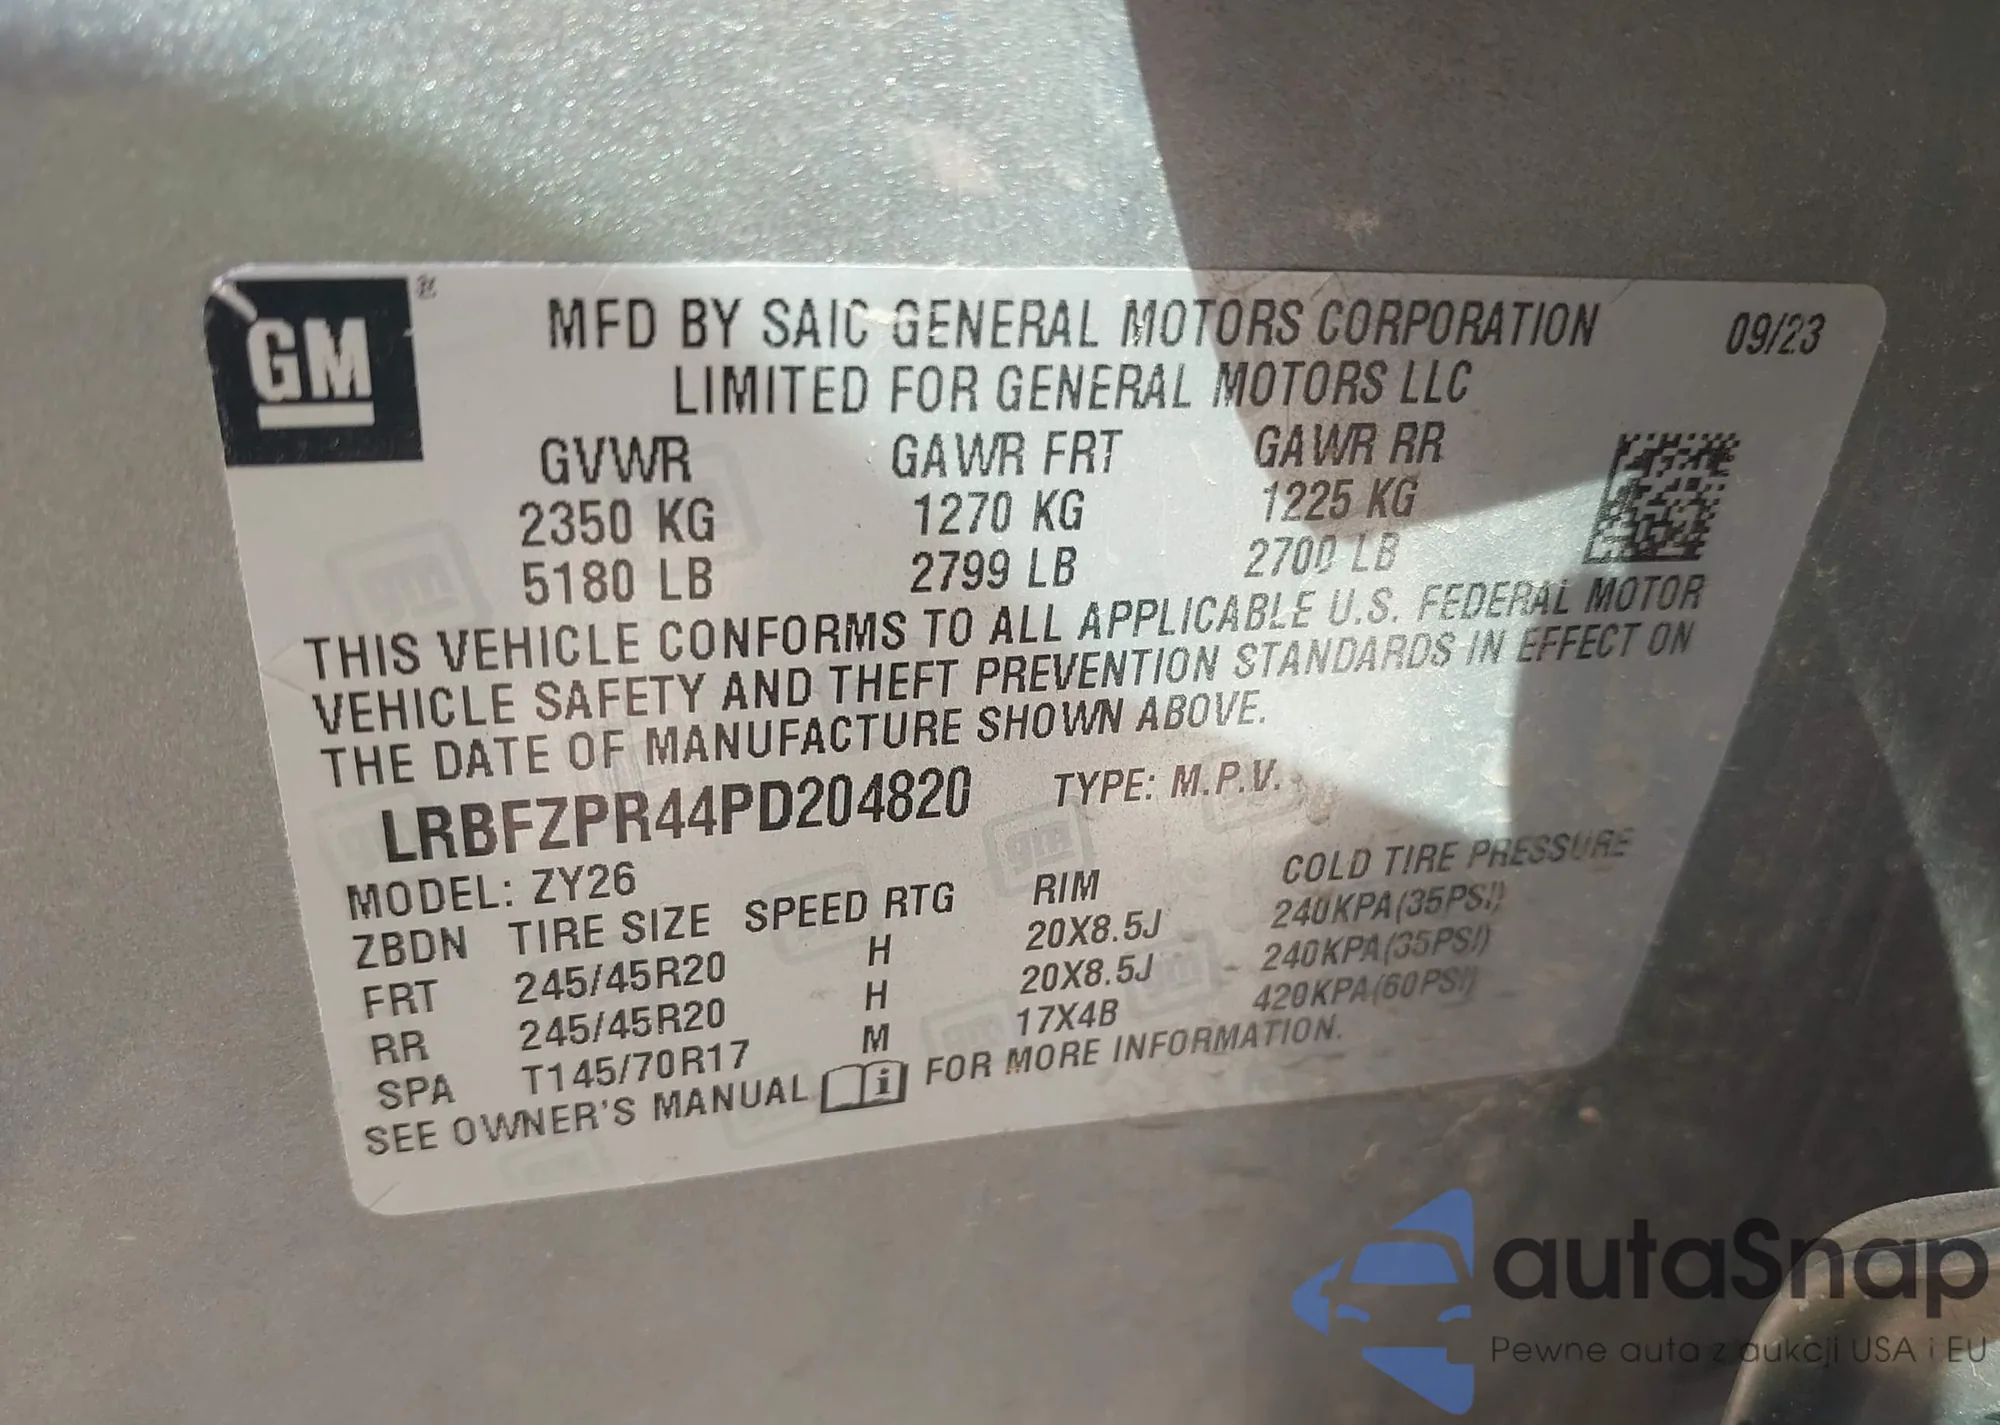 GM
MFD BY SAIC GENERAL MOTORS CORPORATION 09/23
LIMITED FOR GENERAL MOTORS LLC
GVWR GAWR FRT GAWR RR
2350 KG 1270 KG 1225 KG
5180 LB 2799 LB 2700 LB
THIS VEHICLE CONFORMS TO ALL APPLICABLE U.S. FEDERAL MOTOR
VEHICLE SAFETY AND THEFT PREVENTION STANDARDS IN EFFECT ON
THE DATE OF MANUFACTURE SHOWN ABOVE.
LRBFZPR44PD204820 TYPE: M.P.V.
MODEL: ZY26
ZBDN TIRE SIZE SPEED RTG RIM COLD TIRE PRESSURE
FRT 245/45R20 H 20X8.5J 240KPA(35PSI)
RR 245/45R20 H 20X8.5J 240KPA(35PSI)
SPA T145/70R17 M 17X4B 420KPA(60PSI)
SEE OWNER'S MANUAL FOR MORE INFORMATION.
autaSnap
Pewne auta z aukcji USA i EU